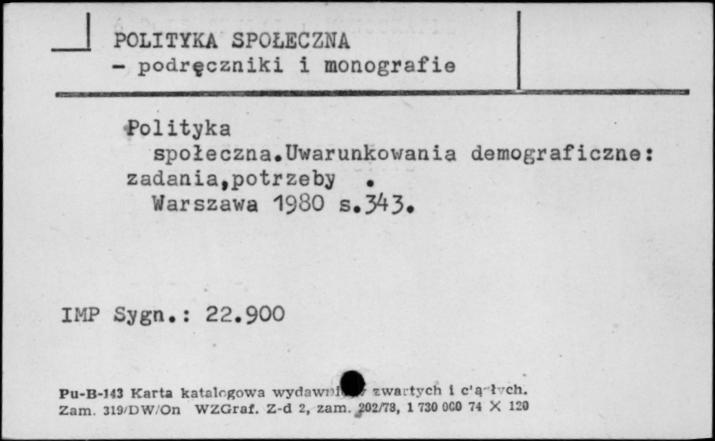 POLITYKA SPOŁECZNA
- podręczniki i monografie
Polityka
społeczna.Uwarunkowania demograficzne:
zadania,potrzeby .
Warszawa 1980 s.343.
IMP Sygn.: 22.900
Pu-B-143 Karta katalogowa zwartych i
Zam. 319/DW/On WZGraf. Z-d 2, zam. 202/78, 1 730 000 74 X 120